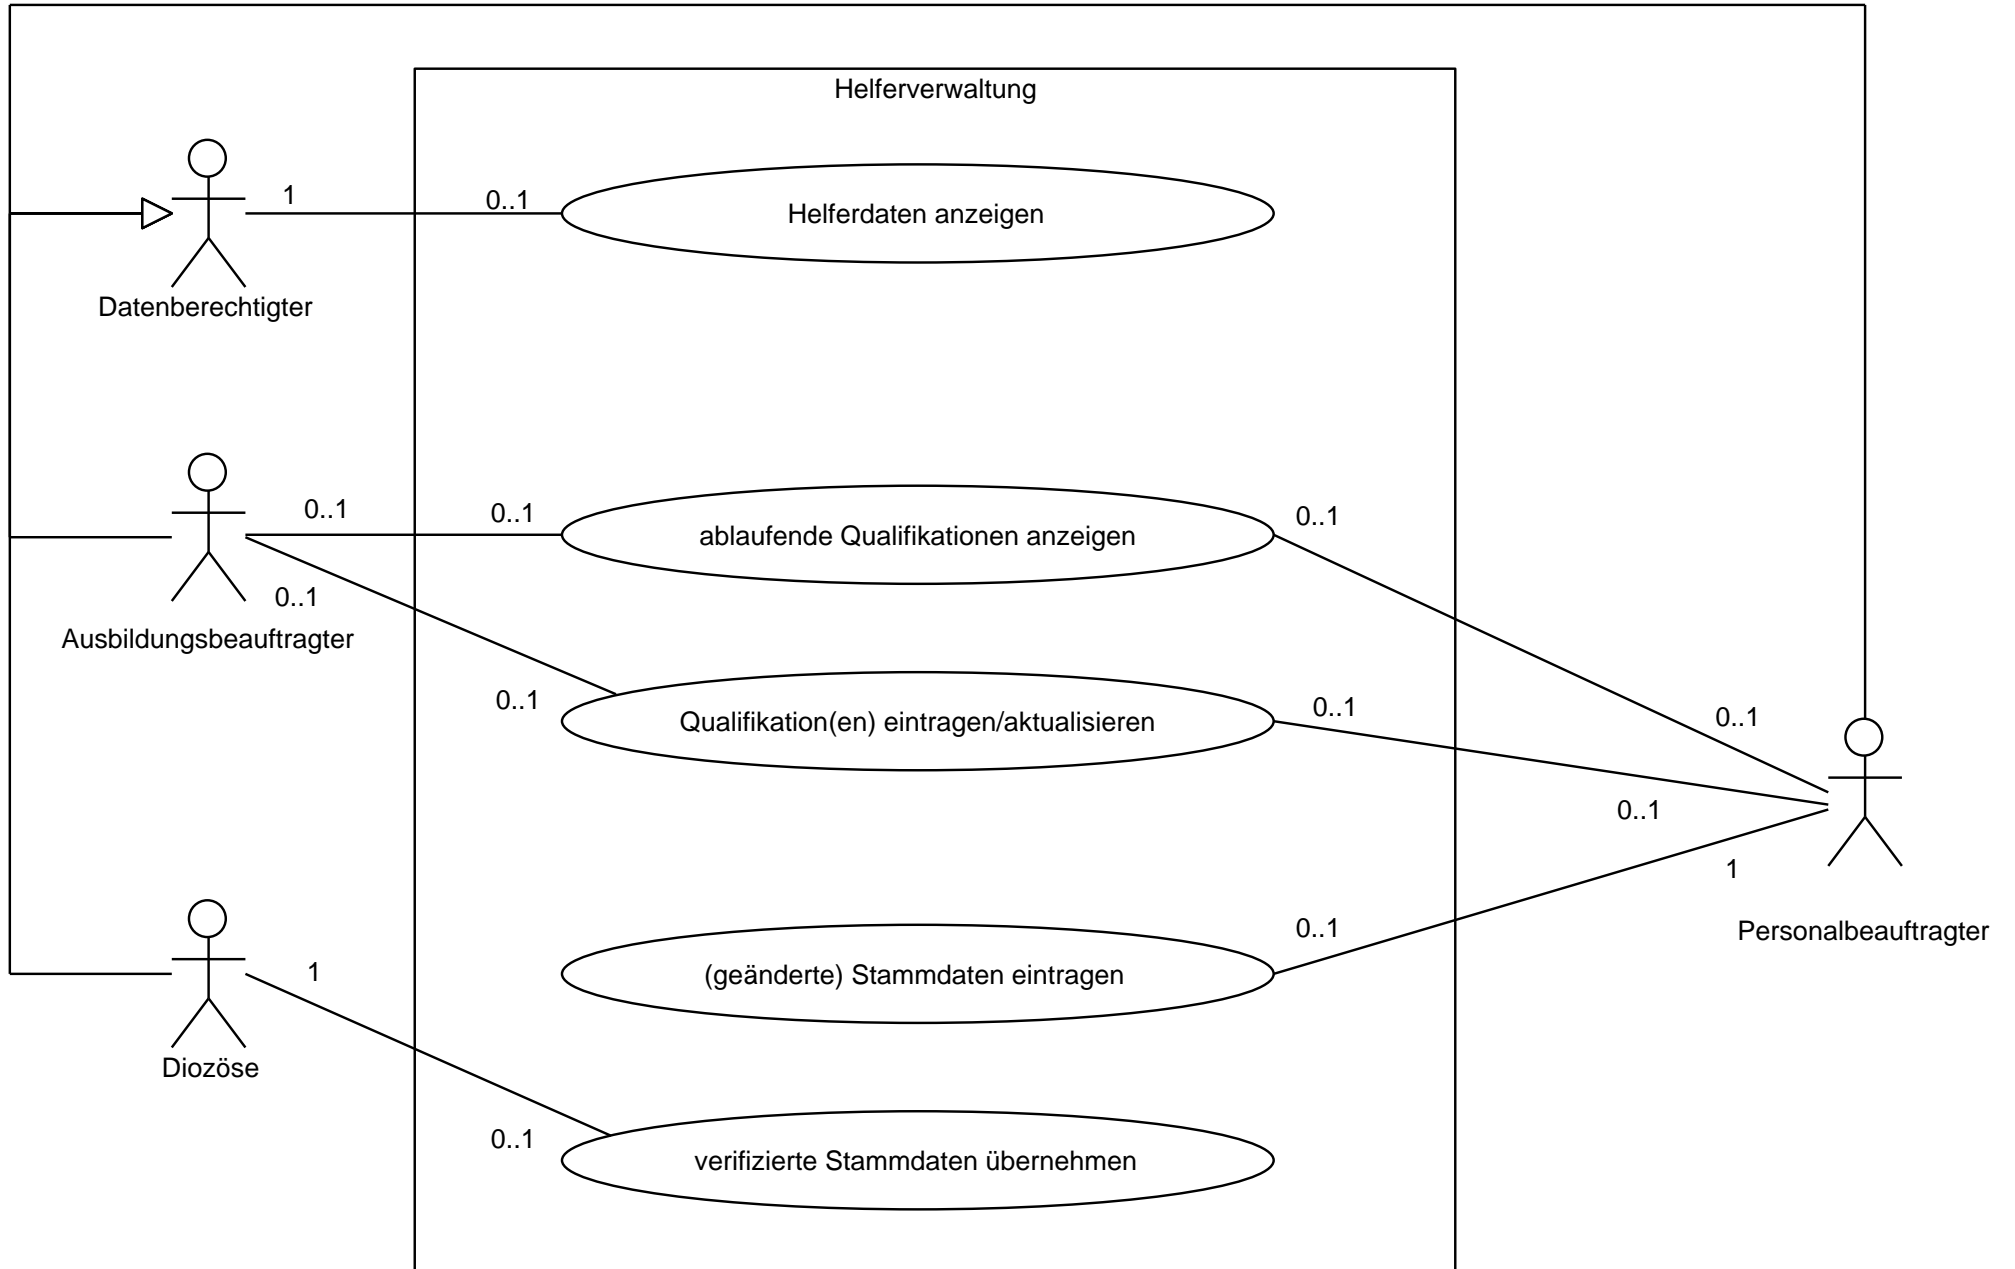 Helferverwaltung
1
0..1
Helferdaten anzeigen
Datenberechtigter
0..1
0..1
0..1
ablaufende Qualifikationen anzeigen
0..1
Ausbildungsbeauftragter
0..1
0..1
0..1
Qualifikation(en) eintragen/aktualisieren
0..1
1
0..1
Personalbeauftragter
1
(geänderte) Stammdaten eintragen
Diozöse
0..1
verifizierte Stammdaten übernehmen